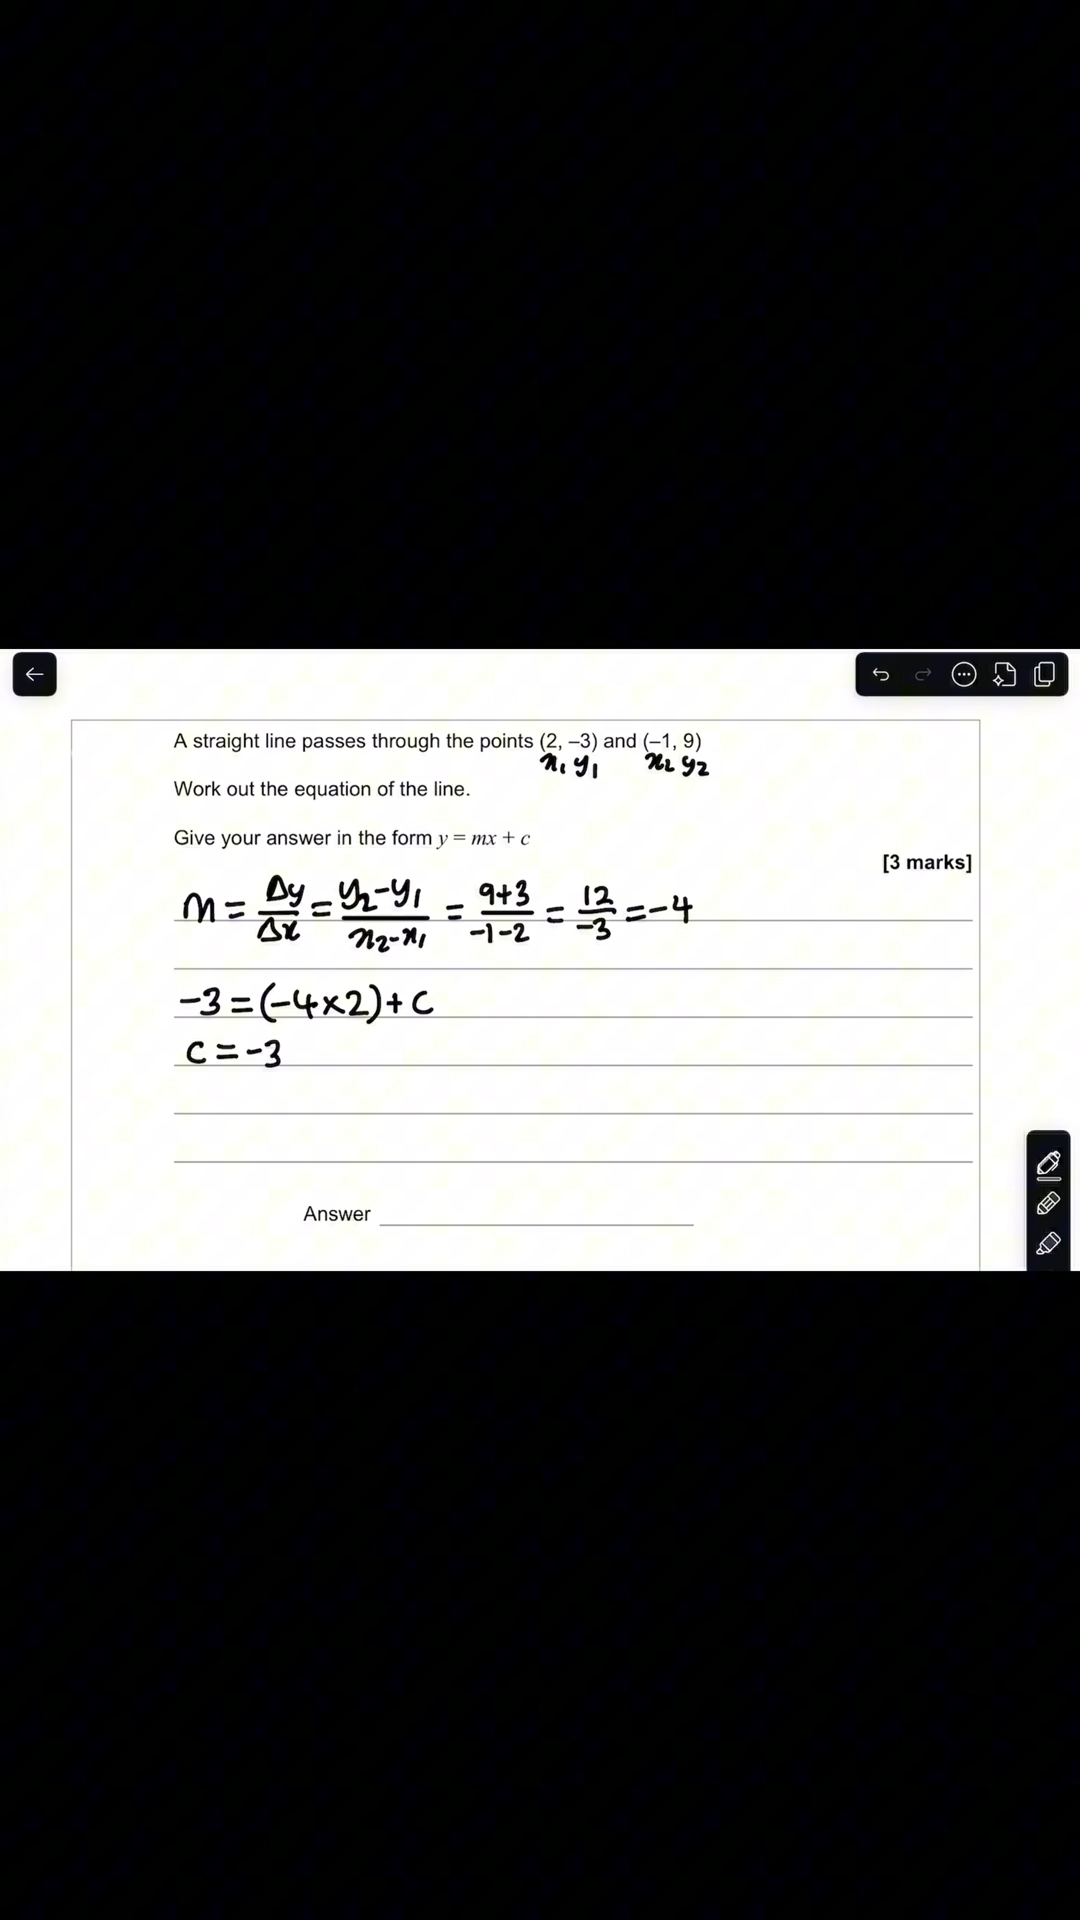 A straight line passes through the points (2, –3) and (–1, 9)
x₁ y₁ x₂ y₂
Work out the equation of the line.
Give your answer in the form y = mx + c
[3 marks]
m = Δy/Δx = y₂-y₁/x₂-x₁ = 9+3/-1-2 = 12/-3 = -4
-3 = (-4×2) + c
c = -3
Answer